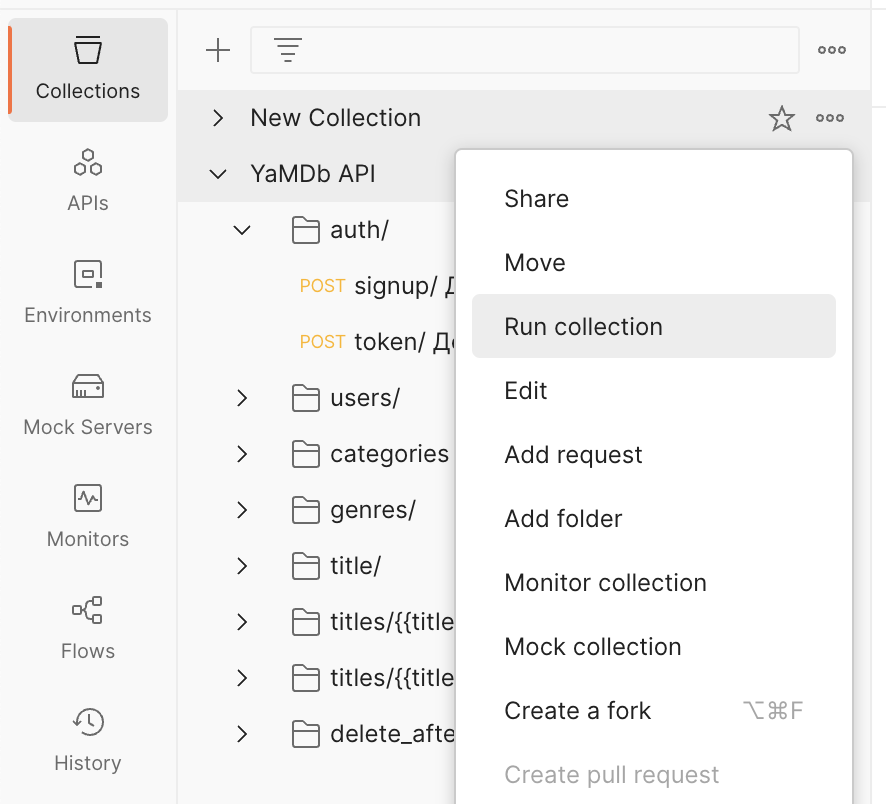 Collections
APIs
Environments
Mock Servers
Monitors
Flows
History
New Collection
YaMDb API
auth/
POST signup/
POST token/
users/
categories
genres/
title/
titles/{{title
titles/{{title
delete_afte
Share
Move
Run collection
Edit
Add request
Add folder
Monitor collection
Mock collection
Create a fork ⌥⌘F
Create pull request